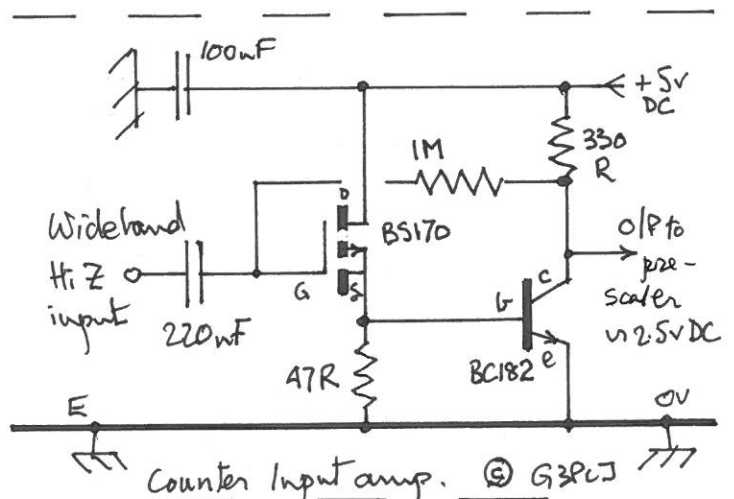 100nF
+5v
DC
330
R
1M
D
BS170
Wideband
Hi Z
input
G
S
220nF
O/P to
pre-
scaler
∿ 2.5v DC
b
c
e
BC182
47R
E
0V
Counter Input amp. © G3PCJ